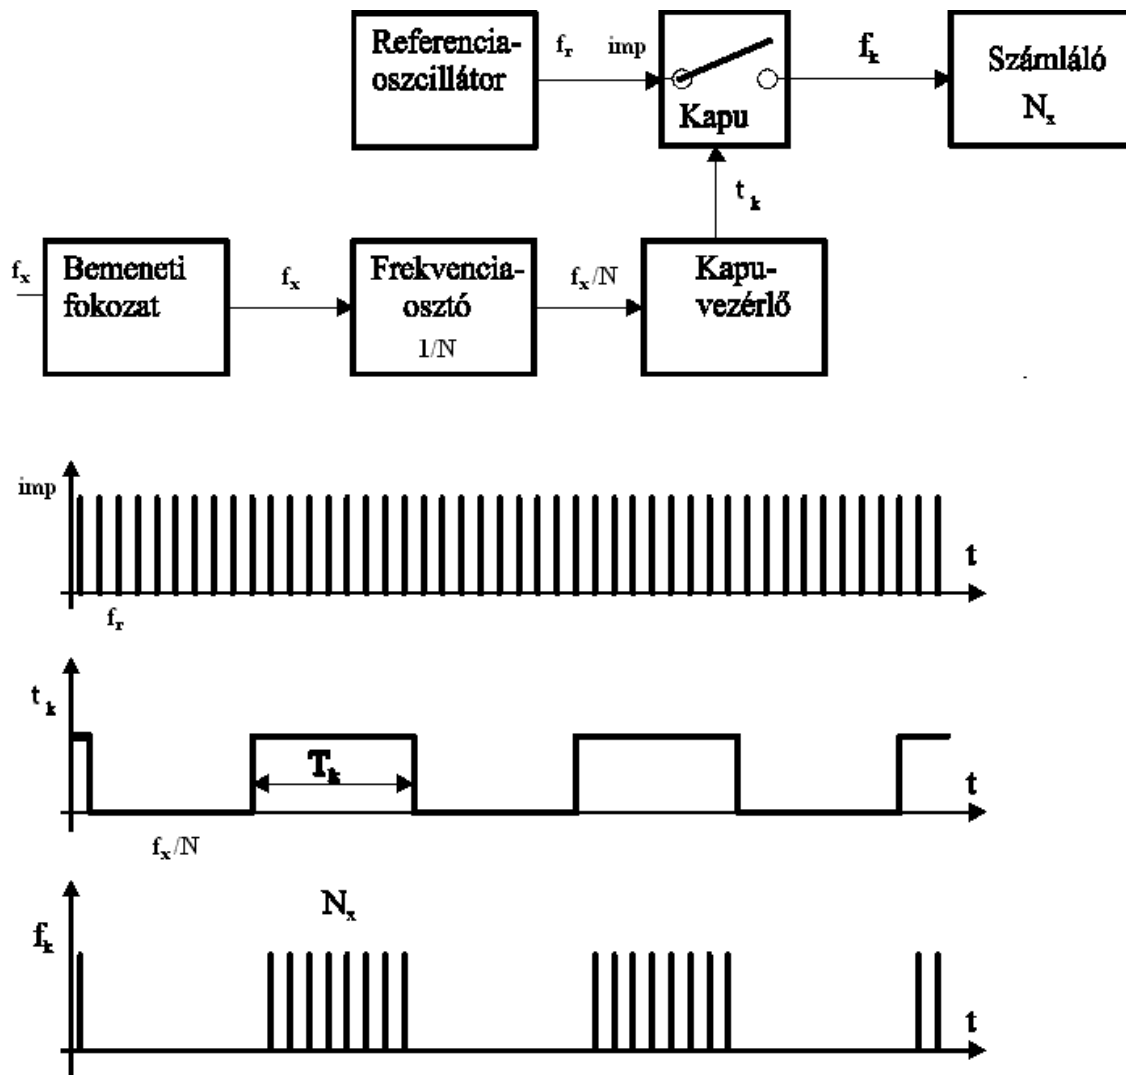 Referencia-
oszcillátor
f_r
imp
Kapu
f_k
Számláló
N_x
t_k
f_x
Bemeneti
fokozat
f_x
Frekvencia-
osztó
1/N
f_x/N
Kapu-
vezérlő
imp
t
f_r
t_k
T_k
t
f_x/N
N_x
f_k
t